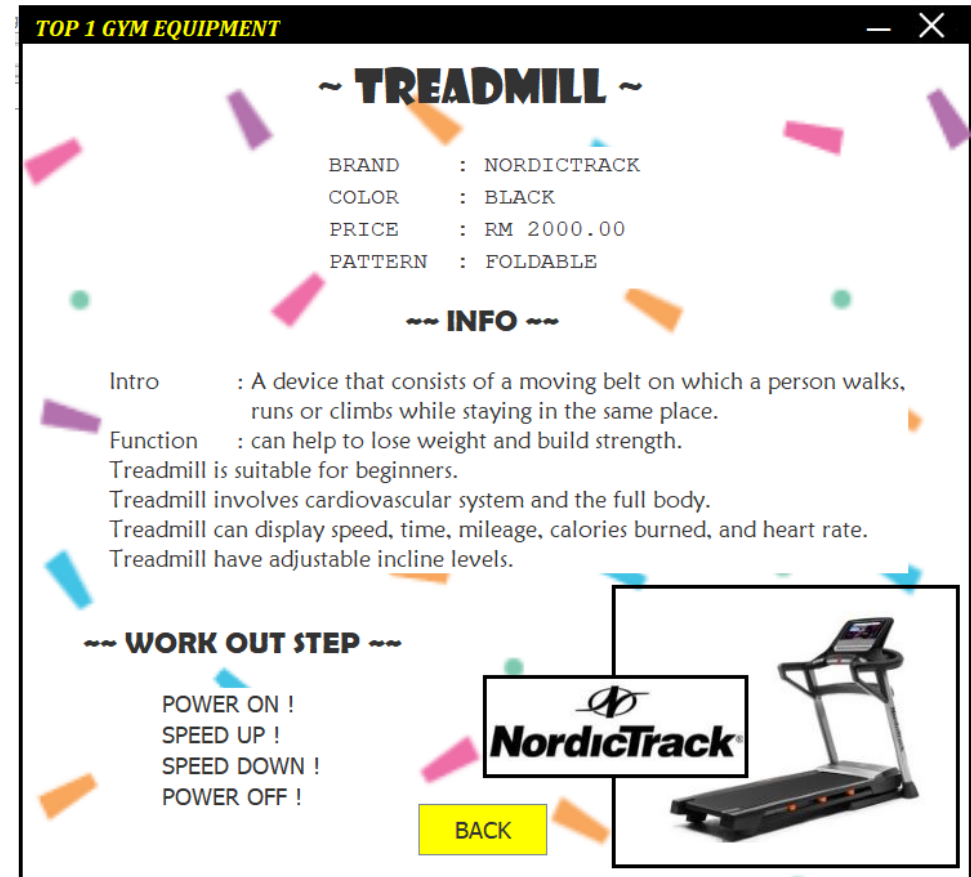 TOP 1 GYM EQUIPMENT
~ TREADMILL ~
BRAND : NORDICTRACK
COLOR : BLACK
PRICE : RM 2000.00
PATTERN : FOLDABLE
~~ INFO ~~
Intro : A device that consists of a moving belt on which a person walks,
runs or climbs while staying in the same place.
Function : can help to lose weight and build strength.
Treadmill is suitable for beginners.
Treadmill involves cardiovascular system and the full body.
Treadmill can display speed, time, mileage, calories burned, and heart rate.
Treadmill have adjustable incline levels.
~~ WORK OUT STEP ~~
POWER ON !
SPEED UP !
SPEED DOWN !
POWER OFF !
NordicTrack®
NordicTrack
BACK